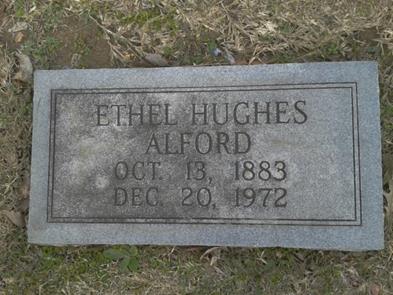 ETHEL HUGHES
ALFORD
OCT. 13, 1883
DEC. 20, 1972